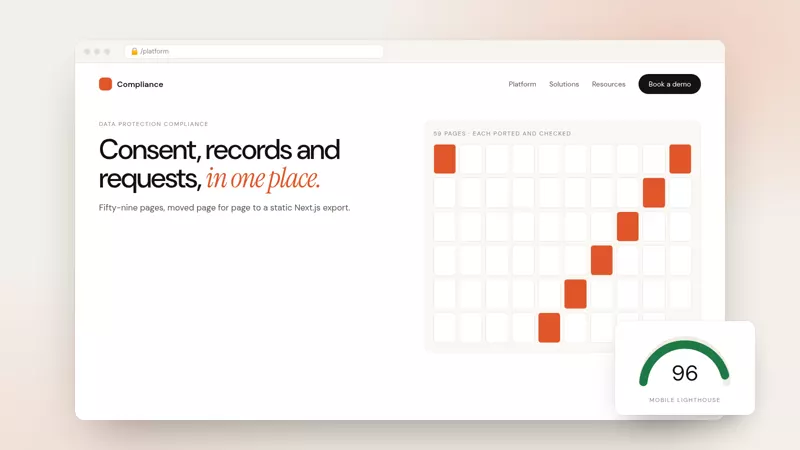 /platform
Compliance
Platform
Solutions
Resources
Book a demo
DATA PROTECTION COMPLIANCE
Consent, records and
requests, in one place.
Fifty-nine pages, moved page for page to a static Next.js export.
59 PAGES · EACH PORTED AND CHECKED
96
MOBILE LIGHTHOUSE